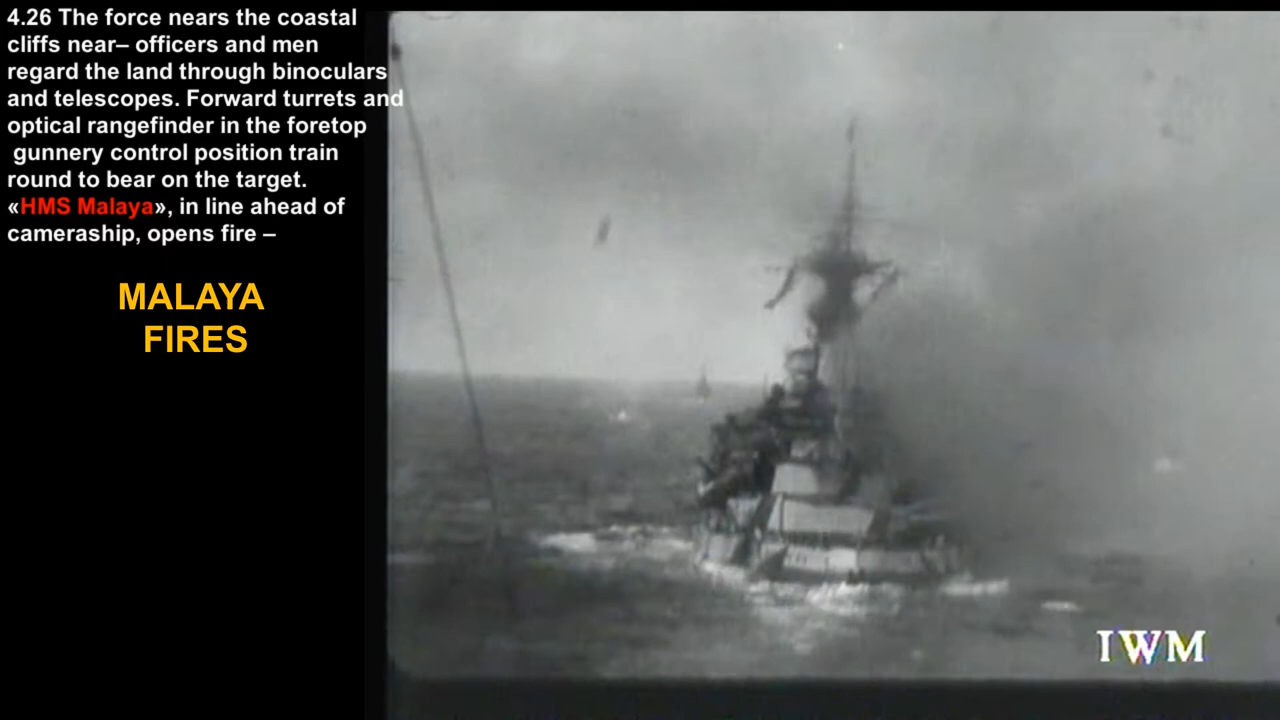 4.26 The force nears the coastal
cliffs near– officers and men
regard the land through binoculars
and telescopes. Forward turrets and
optical rangefinder in the foretop
gunnery control position train
round to bear on the target.
«HMS Malaya», in line ahead of
cameraship, opens fire –
MALAYA
FIRES
IWM